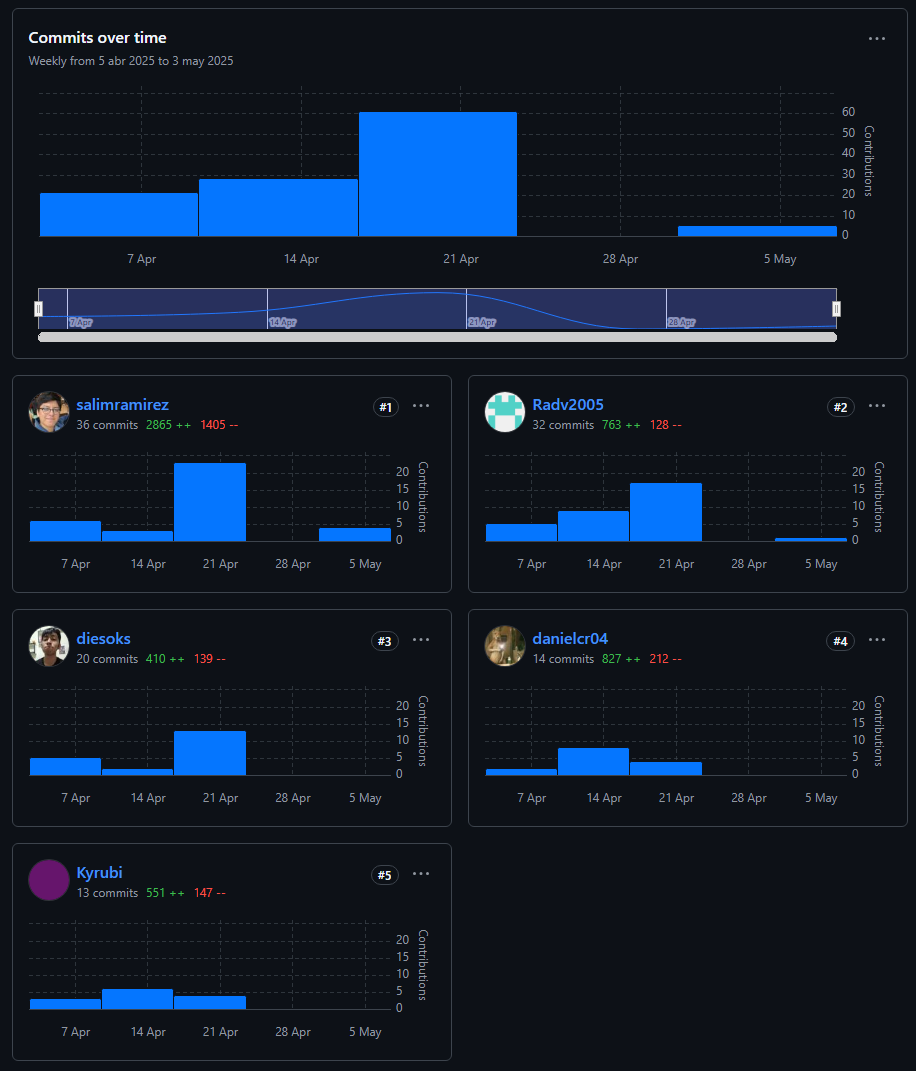 Commits over time
Weekly from 5 abr 2025 to 3 may 2025
60
50
40
30
20
10
0
Contributions
7 Apr 14 Apr 21 Apr 28 Apr 5 May
7 Apr 14 Apr 21 Apr 28 Apr
salimramirez #1
36 commits 2865 ++ 1405 --
20
15
10
5
0
Contributions
7 Apr 14 Apr 21 Apr 28 Apr 5 May
Radv2005 #2
32 commits 763 ++ 128 --
20
15
10
5
0
Contributions
7 Apr 14 Apr 21 Apr 28 Apr 5 May
diesoks #3
20 commits 410 ++ 139 --
20
15
10
5
0
Contributions
7 Apr 14 Apr 21 Apr 28 Apr 5 May
danielcr04 #4
14 commits 827 ++ 212 --
20
15
10
5
0
Contributions
7 Apr 14 Apr 21 Apr 28 Apr 5 May
Kyrubi #5
13 commits 551 ++ 147 --
20
15
10
5
0
Contributions
7 Apr 14 Apr 21 Apr 28 Apr 5 May